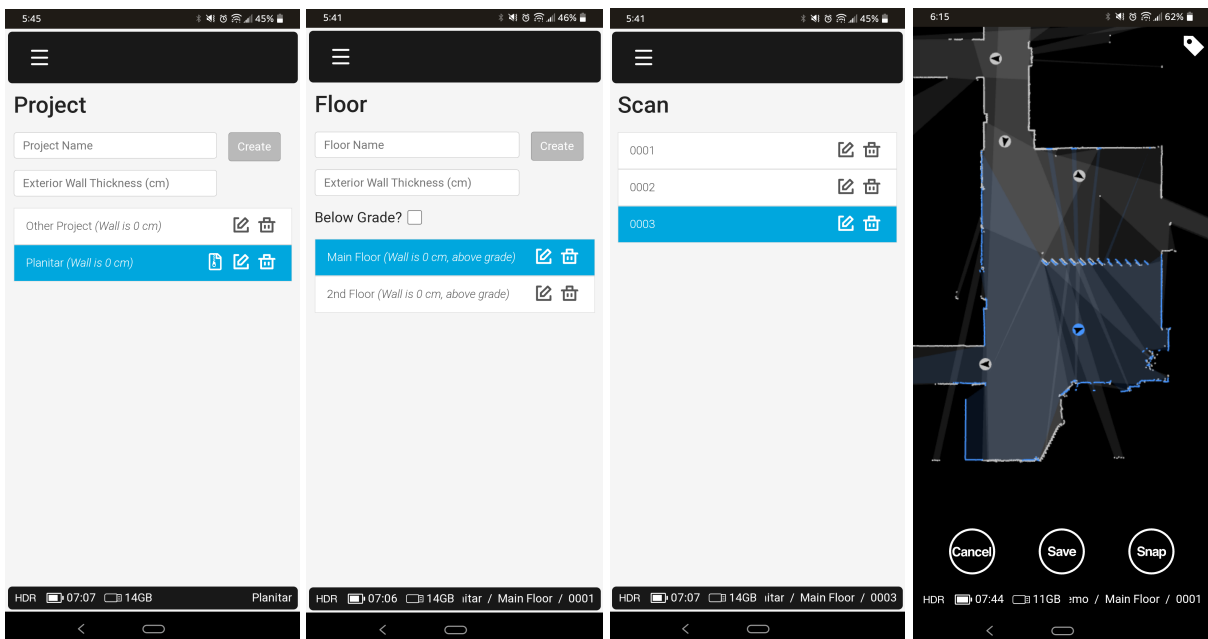 5:45
45%
Project
Project Name
Create
Exterior Wall Thickness (cm)
Other Project (Wall is 0 cm)
Planitar (Wall is 0 cm)
HDR 07:07 14GB Planitar
5:41
46%
Floor
Floor Name
Create
Exterior Wall Thickness (cm)
Below Grade?
Main Floor (Wall is 0 cm, above grade)
2nd Floor (Wall is 0 cm, above grade)
HDR 07:06 14GB itar / Main Floor / 0001
5:41
45%
Scan
0001
0002
0003
HDR 07:07 14GB itar / Main Floor / 0003
6:15
62%
Cancel
Save
Snap
HDR 07:44 11GB emo / Main Floor / 0001